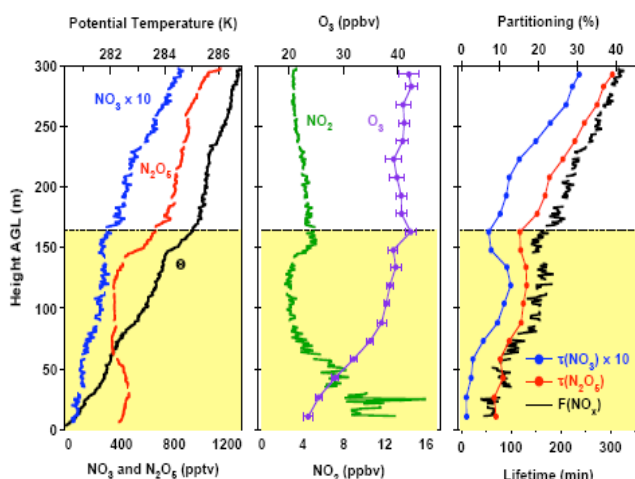 Potential Temperature (K)
282 284 286
O₃ (ppbv)
20 30 40
Partitioning (%)
0 10 20 30 40
Height AGL (m)
300
250
200
150
100
50
0
NO₃ x 10
N₂O₅
Θ
NO₂
O₃
τ(NO₃) x 10
τ(N₂O₅)
F(NOₓ)
0 400 800 1200
NO₃ and N₂O₅ (pptv)
0 4 8 12 16
(ppbv)
0 100 200 300
Lifetime (min)